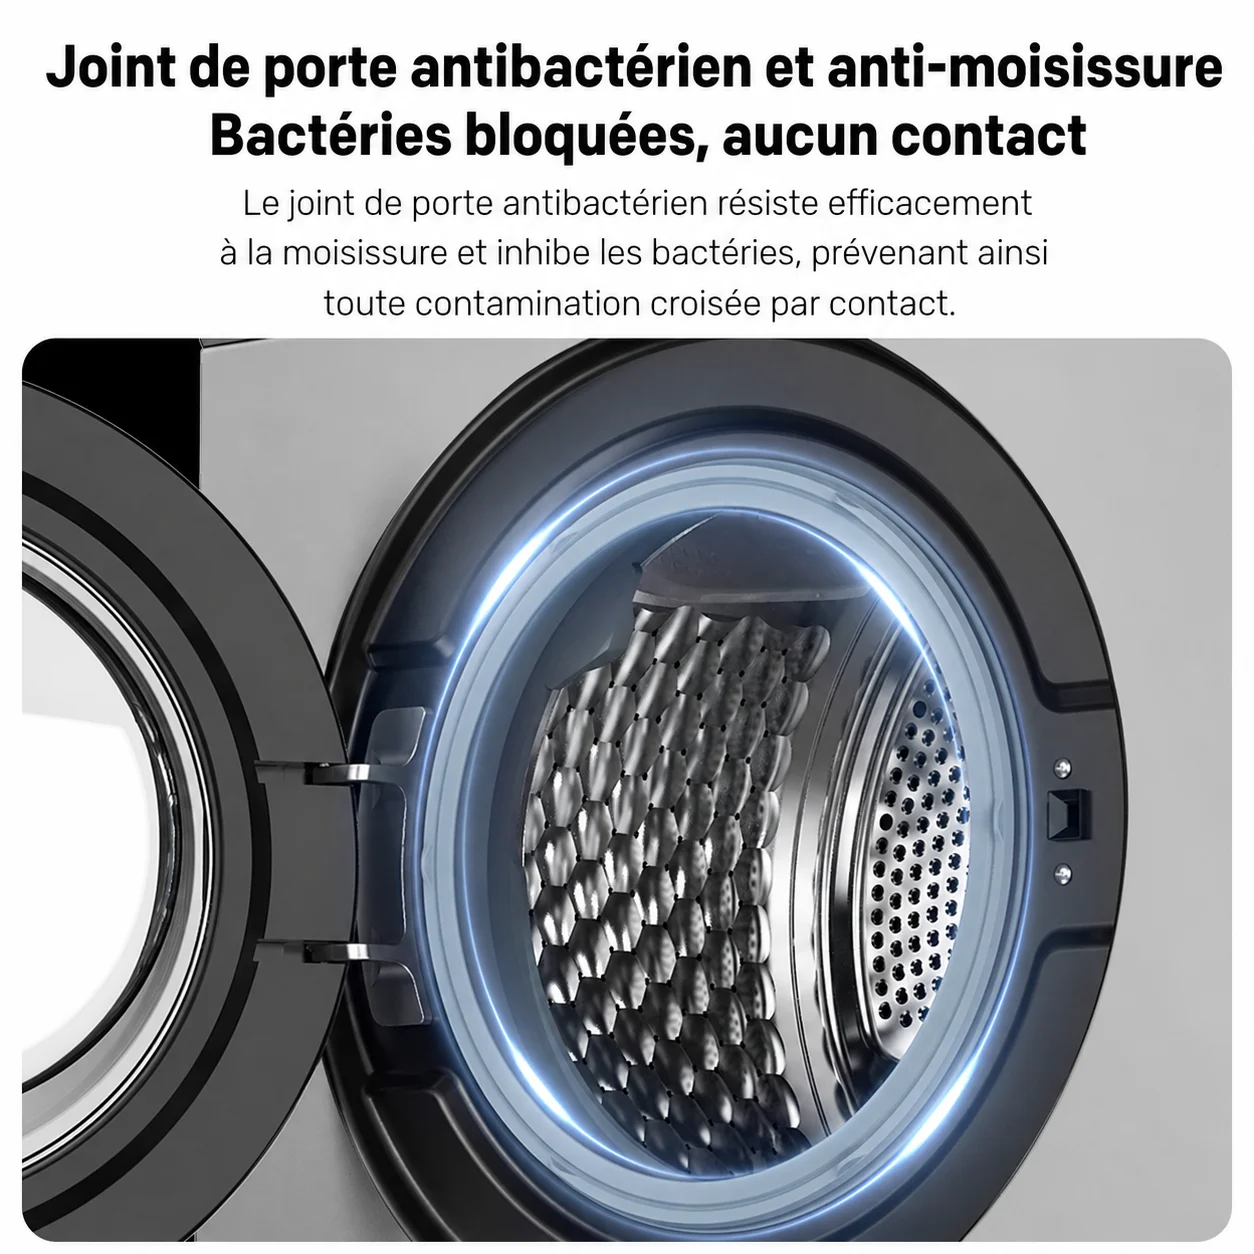 Joint de porte antibactérien et anti-moisissure
Bactéries bloquées, aucun contact
Le joint de porte antibactérien résiste efficacement
à la moisissure et inhibe les bactéries, prévenant ainsi
toute contamination croisée par contact.